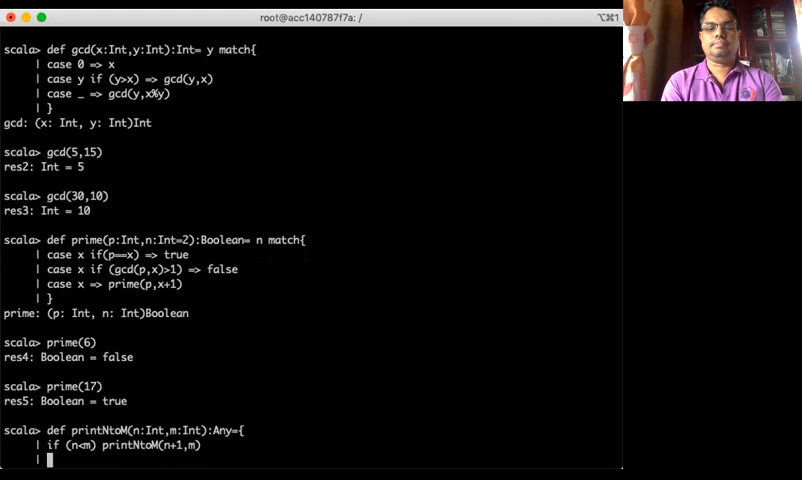 root@acc140787f7a: /
⌥⌘1
scala> def gcd(x:Int,y:Int):Int= y match{
| case 0 => x
| case y if (y>x) => gcd(y,x)
| case _ => gcd(y,x%y)
| }
gcd: (x: Int, y: Int)Int
scala> gcd(5,15)
res2: Int = 5
scala> gcd(30,10)
res3: Int = 10
scala> def prime(p:Int,n:Int=2):Boolean= n match{
| case x if(p==x) => true
| case x if (gcd(p,x)>1) => false
| case x => prime(p,x+1)
| }
prime: (p: Int, n: Int)Boolean
scala> prime(6)
res4: Boolean = false
scala> prime(17)
res5: Boolean = true
scala> def printNtoM(n:Int,m:Int):Any={
| if (n<m) printNtoM(n+1,m)
|